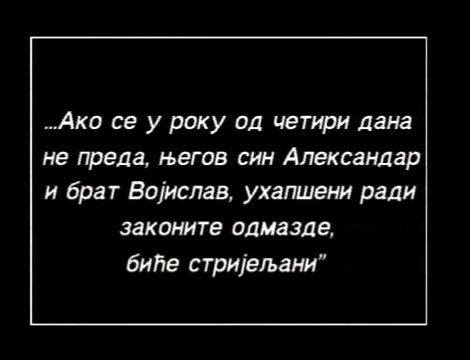 ...Ако се у року од четири дана
не преда, његов син Александар
и брат Војислав, ухапшени ради
законите одмазде,
биће стријељани”